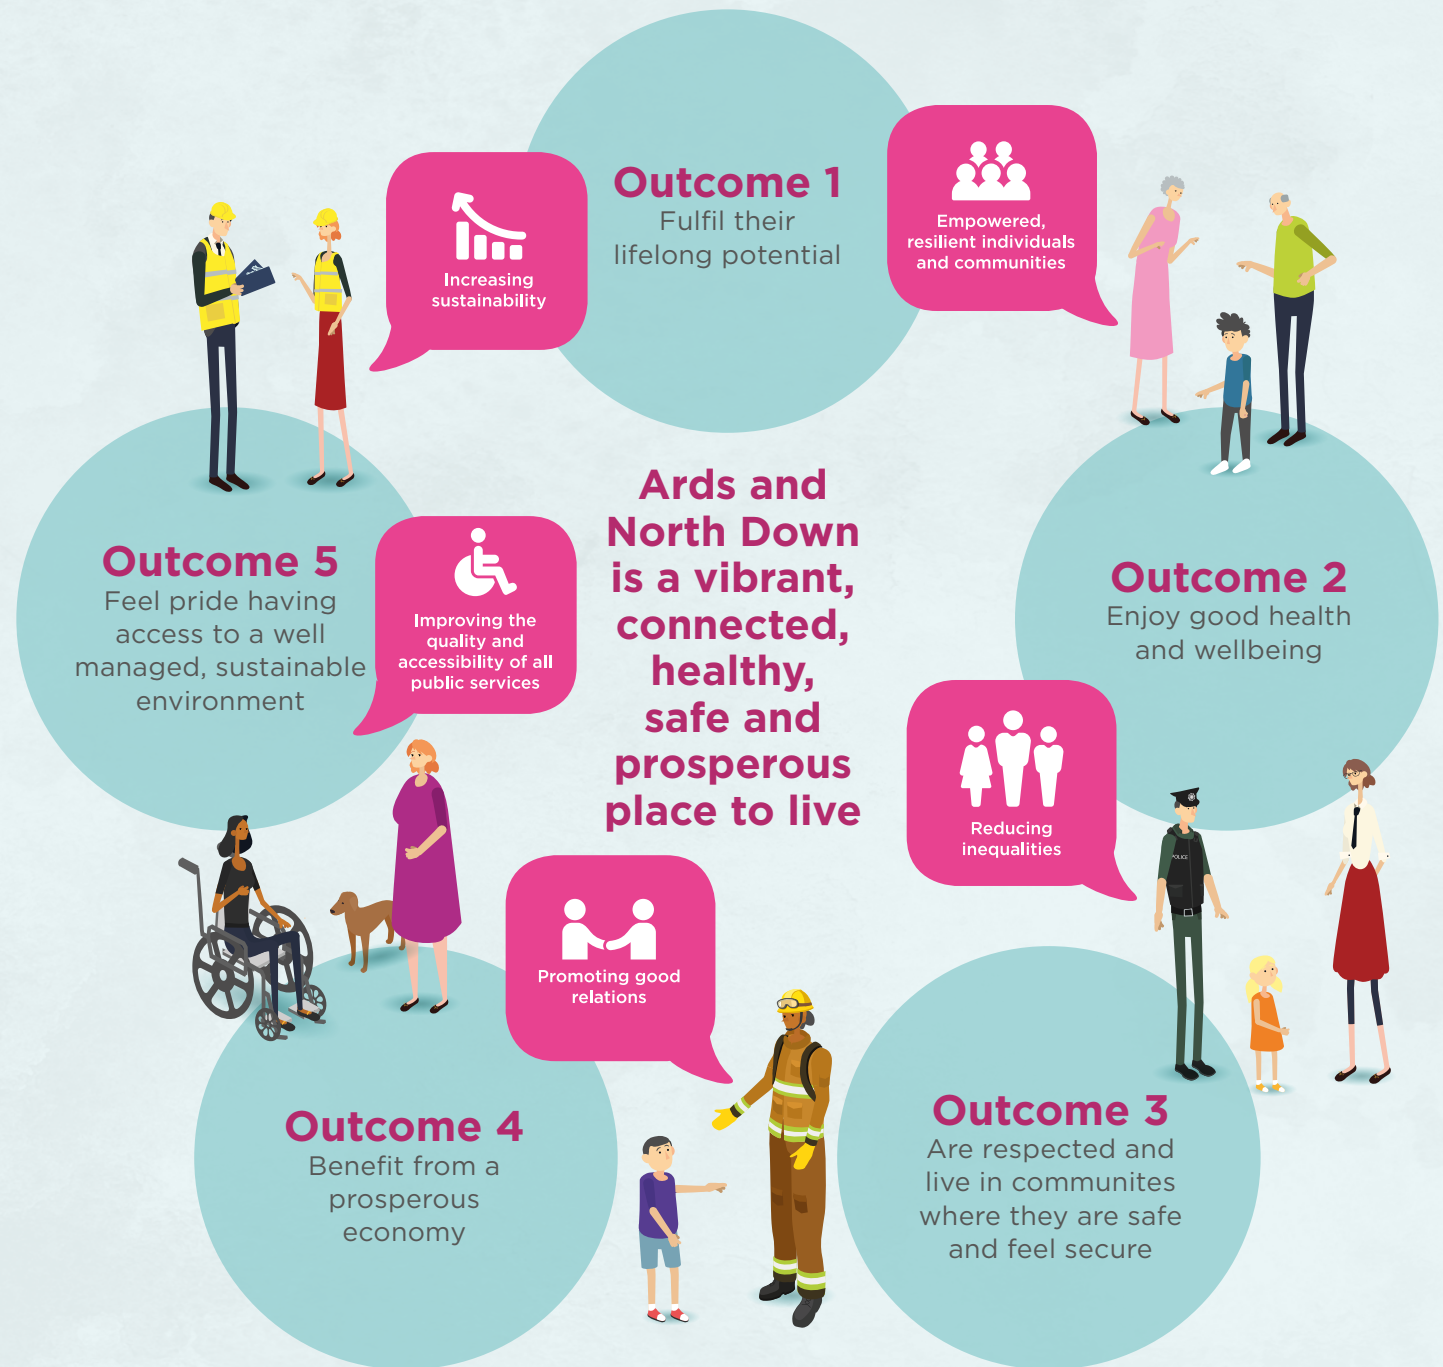 Outcome 1
Fulfil their
lifelong potential
Increasing
sustainability
Empowered,
resilient individuals
and communities
Ards and
North Down
is a vibrant,
connected,
healthy,
safe and
prosperous
place to live
Outcome 5
Feel pride having
access to a well
managed, sustainable
environment
Improving the
quality and
accessibility of all
public services
Outcome 2
Enjoy good health
and wellbeing
Reducing
inequalities
POLICE
Promoting good
relations
Outcome 4
Benefit from a
prosperous
economy
Outcome 3
Are respected and
live in communites
where they are safe
and feel secure